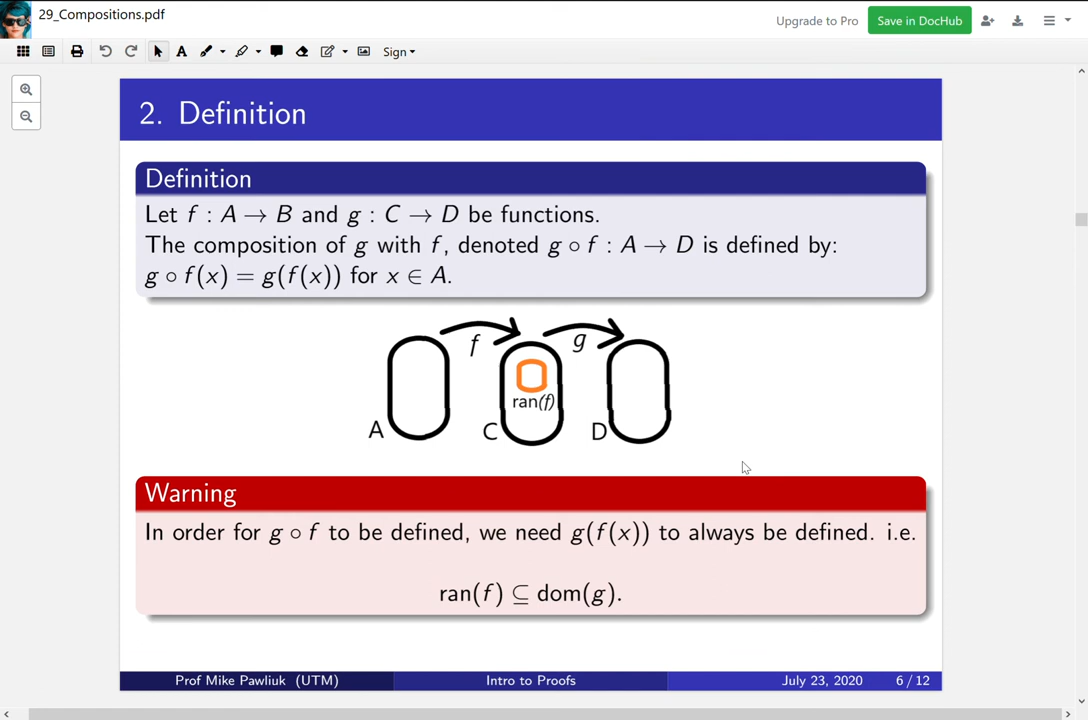 29_Compositions.pdf
Upgrade to Pro
Save in DocHub
A
Sign
2. Definition
Definition
Let f : A → B and g : C → D be functions.
The composition of g with f, denoted g ∘ f : A → D is defined by:
g ∘ f(x) = g(f(x)) for x ∈ A.
f
g
ran(f)
A
C
D
Warning
In order for g ∘ f to be defined, we need g(f(x)) to always be defined. i.e.
ran(f) ⊆ dom(g).
Prof Mike Pawliuk (UTM)
Intro to Proofs
July 23, 2020
6 / 12